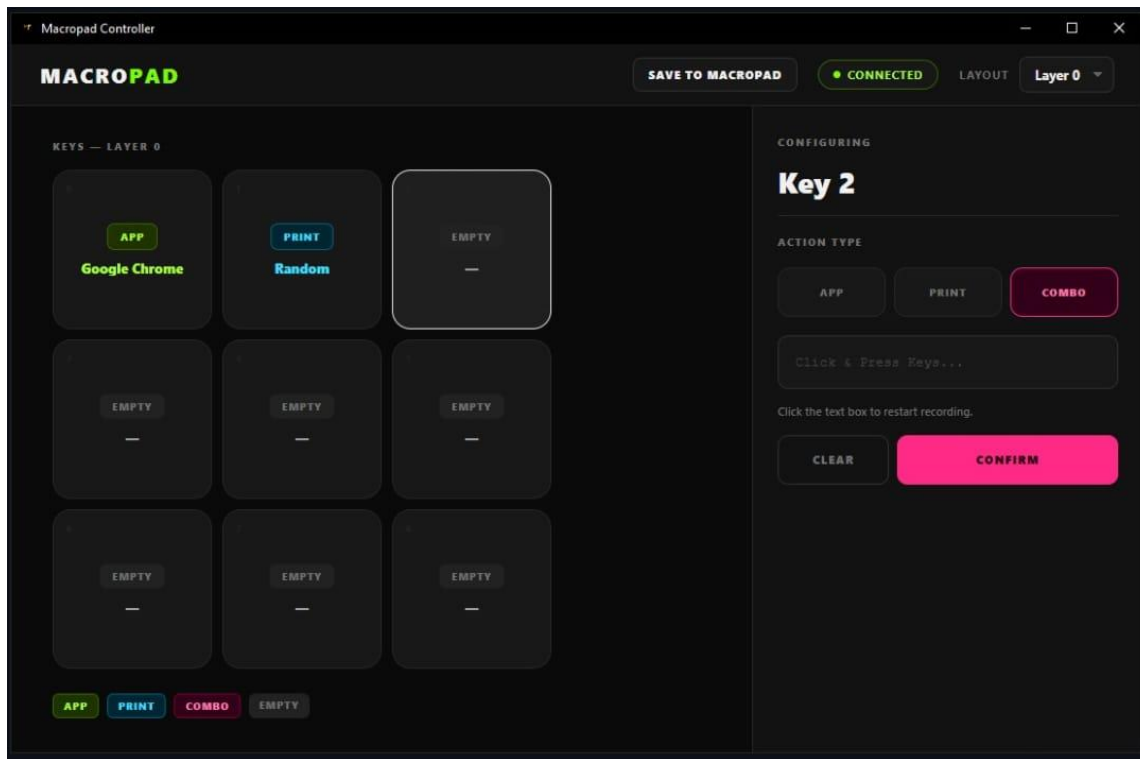 Macropad Controller
MACROPAD
SAVE TO MACROPAD
CONNECTED
LAYOUT
Layer 0
KEYS — LAYER 0
APP
Google Chrome
PRINT
Random
EMPTY
—
EMPTY
—
EMPTY
—
EMPTY
—
EMPTY
—
EMPTY
—
EMPTY
—
APP
PRINT
COMBO
EMPTY
CONFIGURING
Key 2
ACTION TYPE
APP
PRINT
COMBO
Click & Press Keys...
Click the text box to restart recording.
CLEAR
CONFIRM